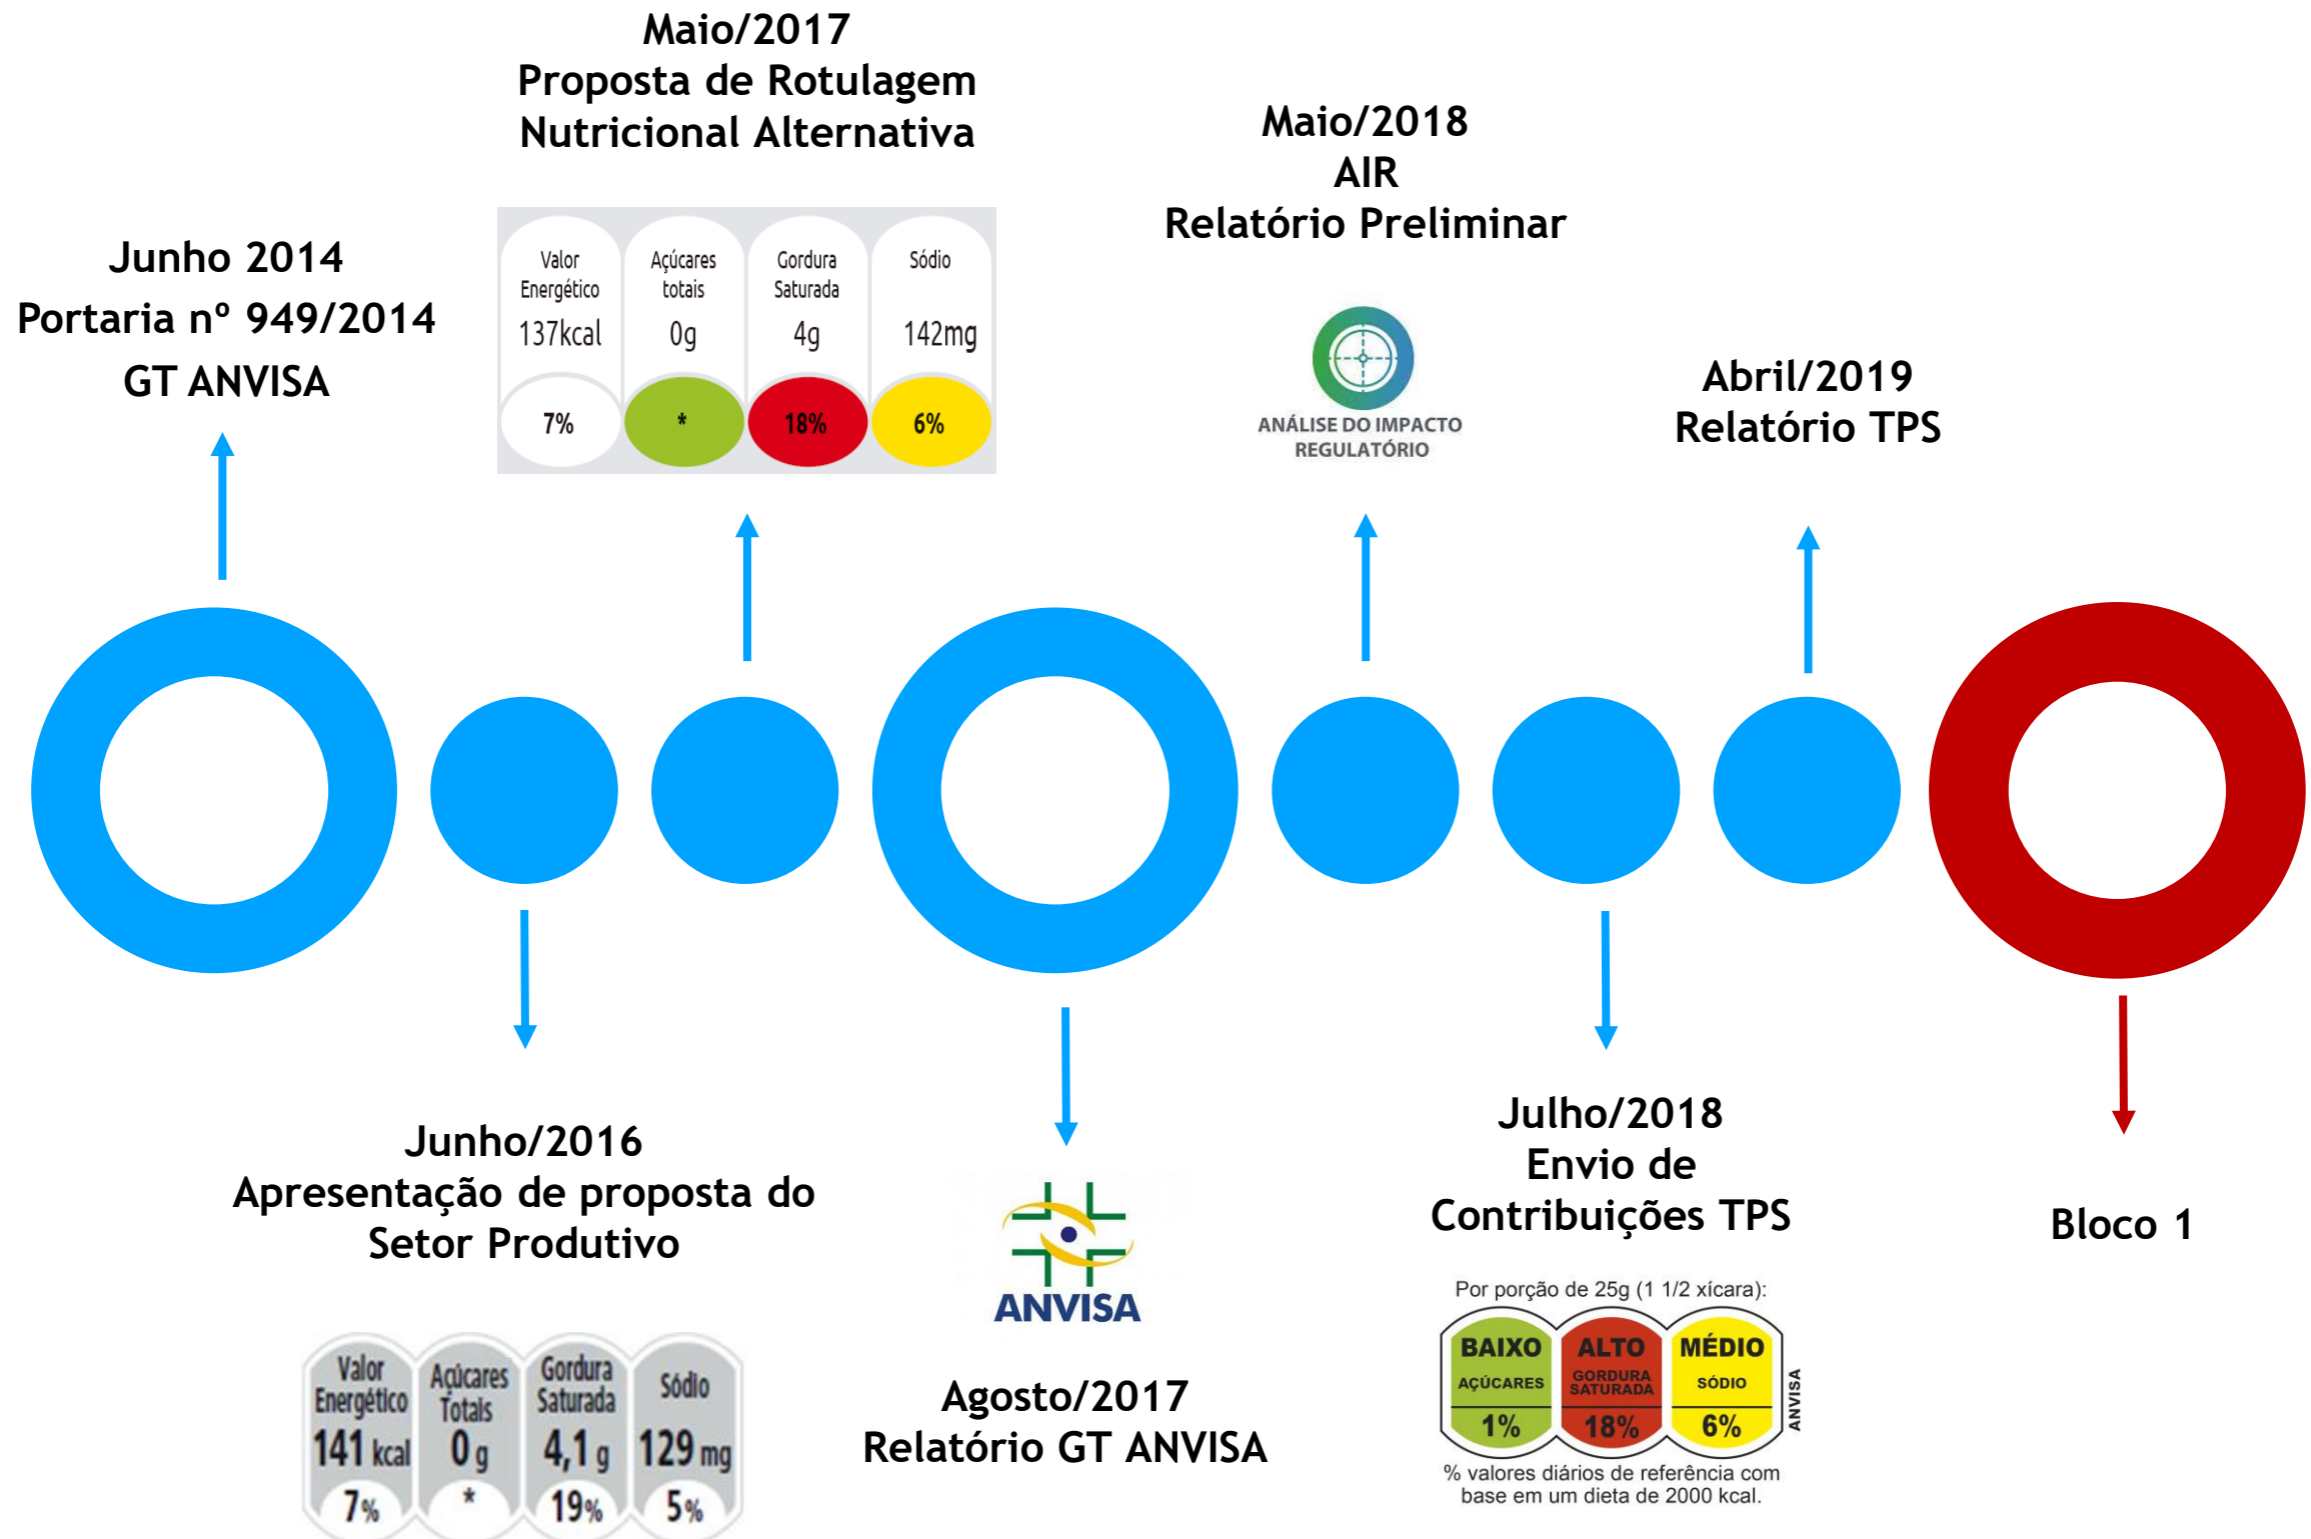 Junho 2014
Portaria nº 949/2014
GT ANVISA
Junho/2016
Apresentação de proposta do
Setor Produtivo
Valor Energético
141 kcal
7%
Açúcares Totais
0 g
*
Gordura Saturada
4,1 g
19%
Sódio
129 mg
5%
Maio/2017
Proposta de Rotulagem
Nutricional Alternativa
Valor
Energético
137kcal
7%
Açúcares
totais
0g
*
Gordura
Saturada
4g
18%
Sódio
142mg
6%
ANVISA
Agosto/2017
Relatório GT ANVISA
Maio/2018
AIR
Relatório Preliminar
ANÁLISE DO IMPACTO
REGULATÓRIO
Julho/2018
Envio de
Contribuições TPS
Por porção de 25g (1 1/2 xícara):
BAIXO
AÇÚCARES
1%
ALTO
GORDURA
SATURADA
18%
MÉDIO
SÓDIO
6%
ANVISA
% valores diários de referência com
base em um dieta de 2000 kcal.
Abril/2019
Relatório TPS
Bloco 1